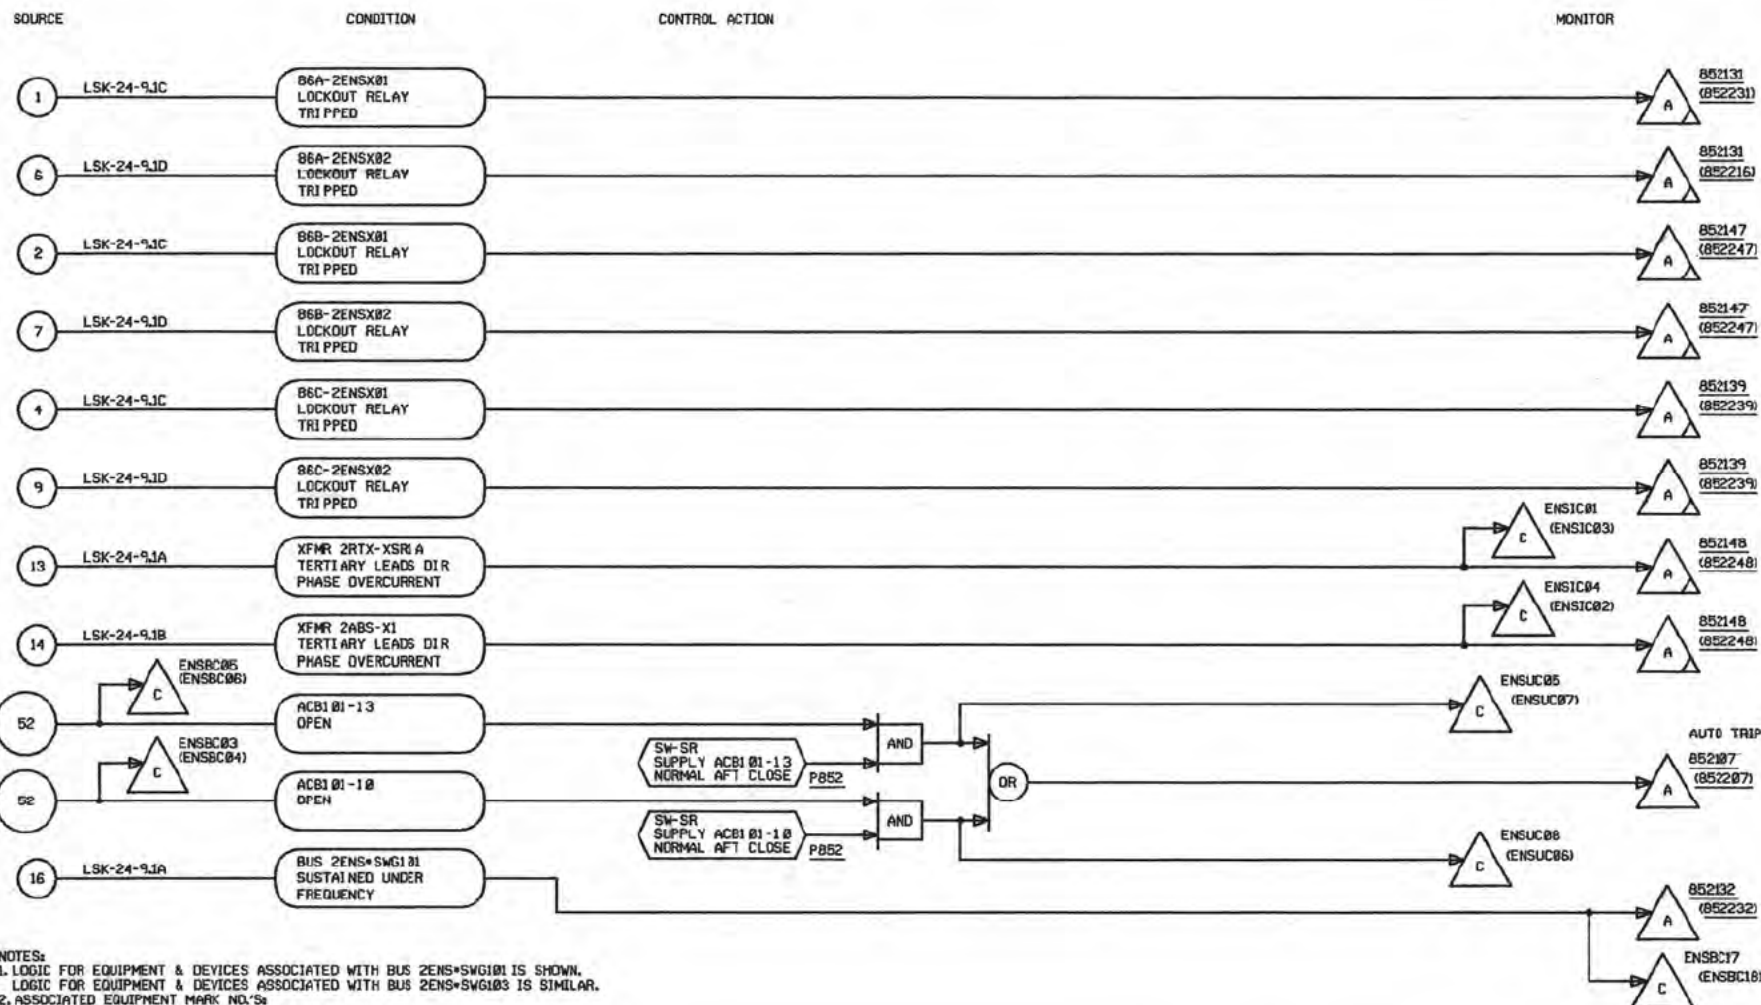 SOURCE CONDITION CONTROL ACTION MONITOR
1 LSK-24-9.1C
86A-2ENSX01
LOCKOUT RELAY
TRIPPED
A
852131
(852231)
6 LSK-24-9.1D
86A-2ENSX02
LOCKOUT RELAY
TRIPPED
A
852131
(852216)
2 LSK-24-9.1C
86B-2ENSX01
LOCKOUT RELAY
TRIPPED
A
852147
(852247)
7 LSK-24-9.1D
86B-2ENSX02
LOCKOUT RELAY
TRIPPED
A
852147
(852247)
4 LSK-24-9.1C
86C-2ENSX01
LOCKOUT RELAY
TRIPPED
A
852139
(852239)
9 LSK-24-9.1D
86C-2ENSX02
LOCKOUT RELAY
TRIPPED
A
852139
(852239)
13 LSK-24-9.1A
XFMR 2RTX-XSR1A
TERTIARY LEADS DIR
PHASE OVERCURRENT
C
ENSIC01
(ENSIC03)
A
852148
(852248)
14 LSK-24-9.1B
XFMR 2ABS-X1
TERTIARY LEADS DIR
PHASE OVERCURRENT
C
ENSIC04
(ENSIC02)
A
852148
(852248)
52
C
ENSBC05
(ENSBC06)
ACB101-13
OPEN
SW-SR
SUPPLY ACB101-13
NORMAL AFT CLOSE
P852
AND
C
ENSUC05
(ENSUC07)
52
C
ENSBC03
(ENSBC04)
ACB101-10
OPEN
SW-SR
SUPPLY ACB101-10
NORMAL AFT CLOSE
P852
AND
OR
AUTO TRIP
A
852107
(852207)
C
ENSUC08
(ENSUC06)
16 LSK-24-9.1A
BUS 2ENS*SWG101
SUSTAINED UNDER
FREQUENCY
A
852132
(852232)
C
ENSBC17
(ENSBC18)
NOTES:
1. LOGIC FOR EQUIPMENT & DEVICES ASSOCIATED WITH BUS 2ENS*SWG101 IS SHOWN.
LOGIC FOR EQUIPMENT & DEVICES ASSOCIATED WITH BUS 2ENS*SWG103 IS SIMILAR.
2. ASSOCIATED EQUIPMENT MARK NO.'S: